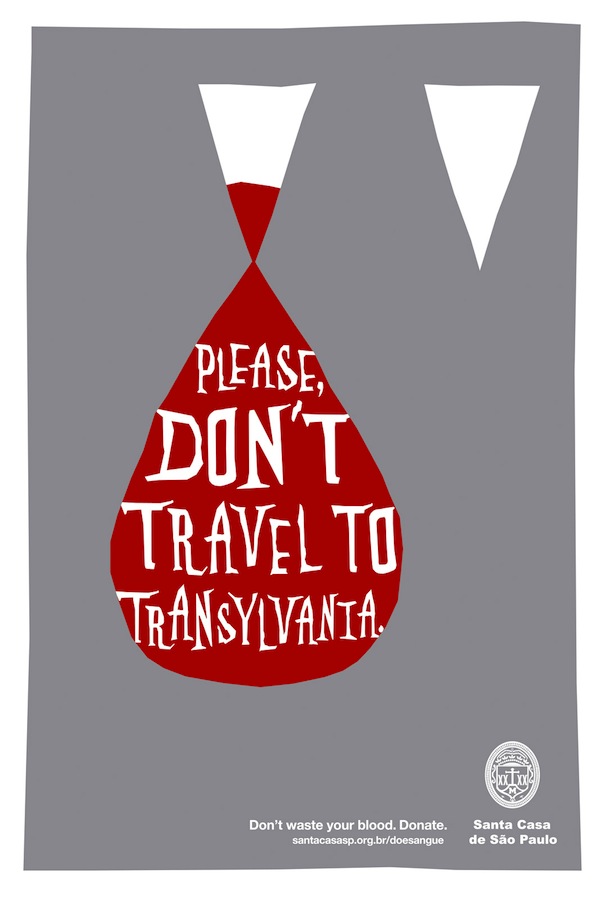 PLEASE,
DON'T
TRAVEL TO
TRANSYLVANIA.
Don't waste your blood. Donate.
santacasasp.org.br/doesangue
Santa Casa
de São Paulo